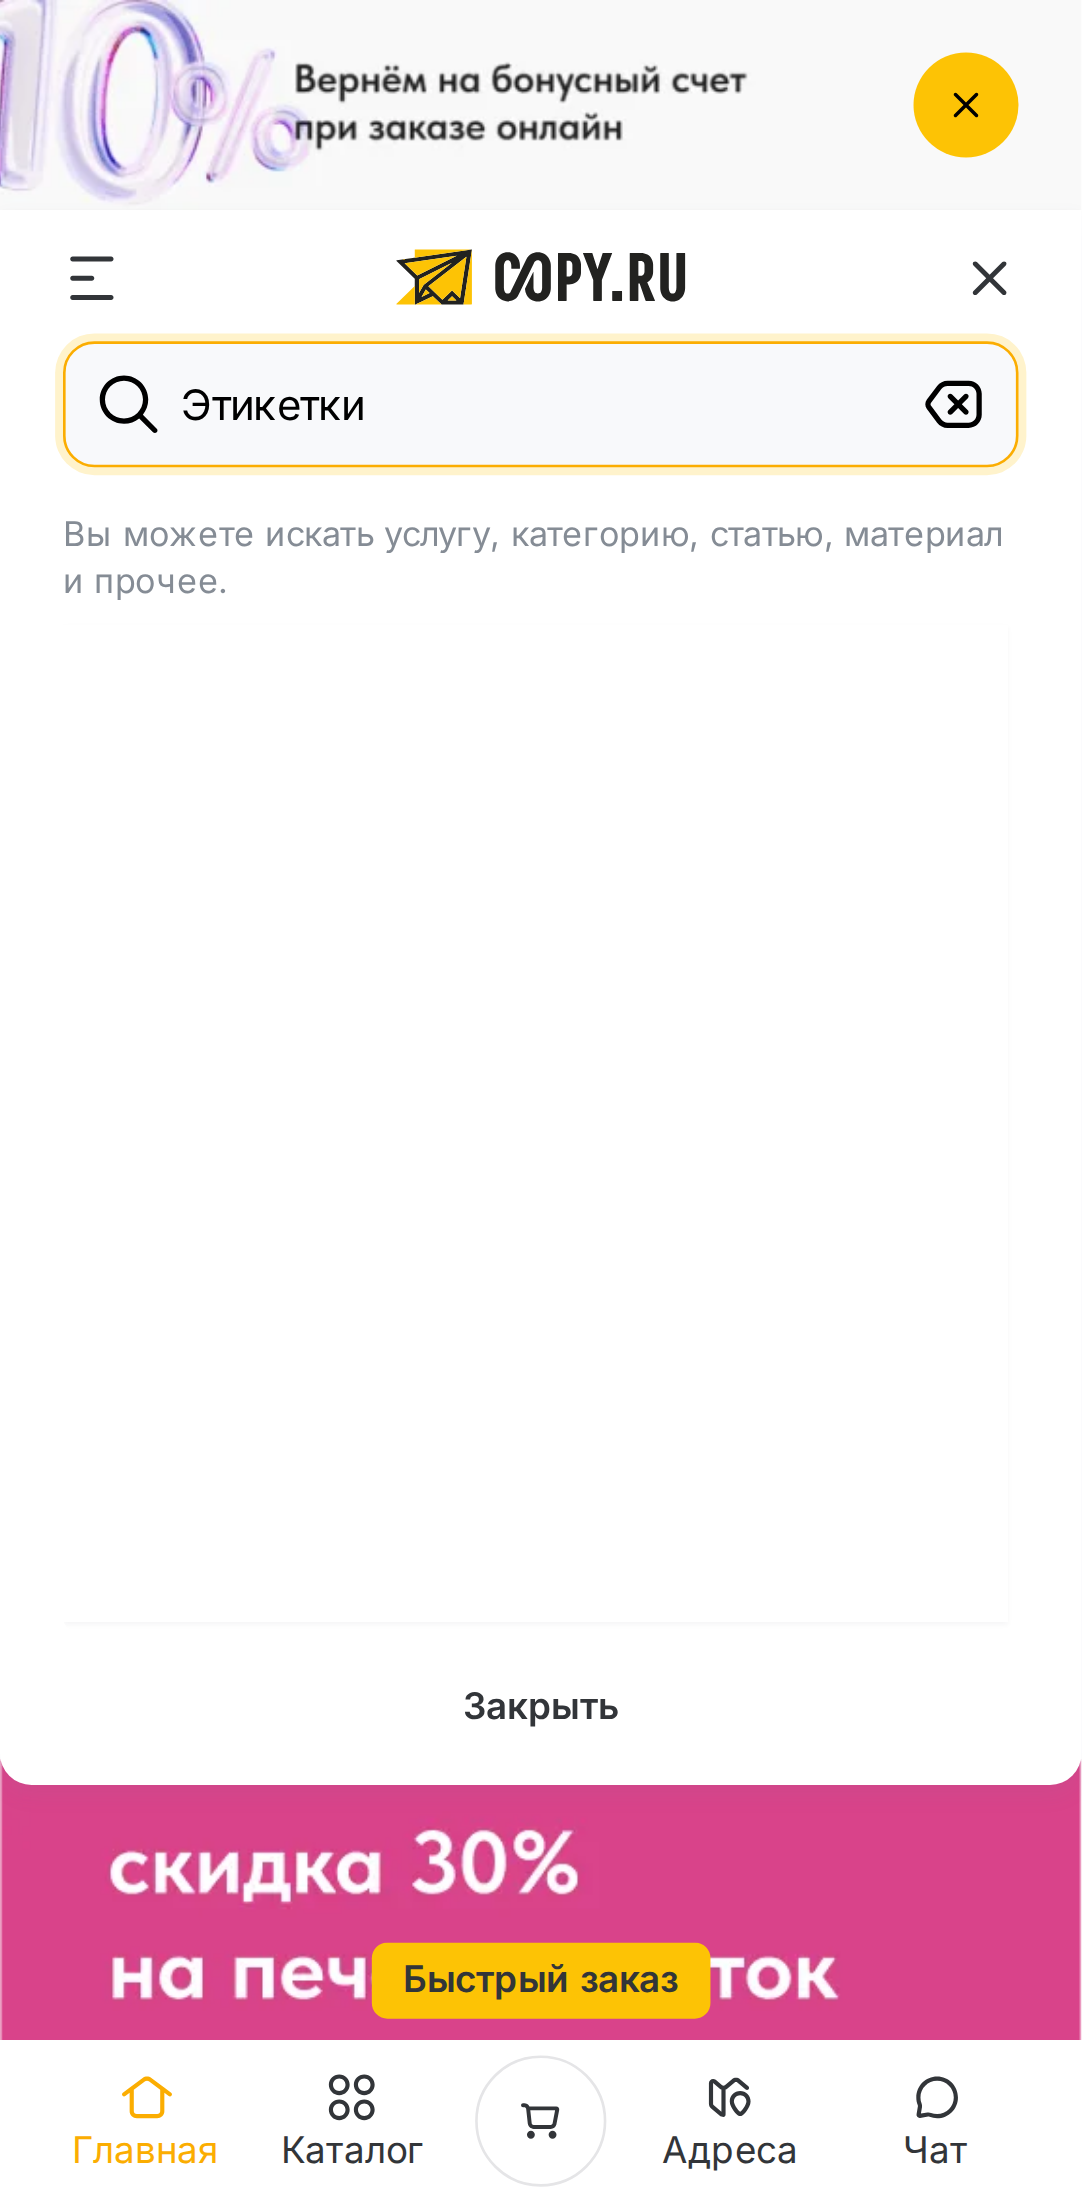 10%
Вернём на бонусный счет
при заказе онлайн
COPY.RU
Этикетки
Вы можете искать услугу, категорию, статью, материал
и прочее.
Закрыть
скидка 30%
на печ ток
Быстрый заказ
Главная
Каталог
Адреса
Чат